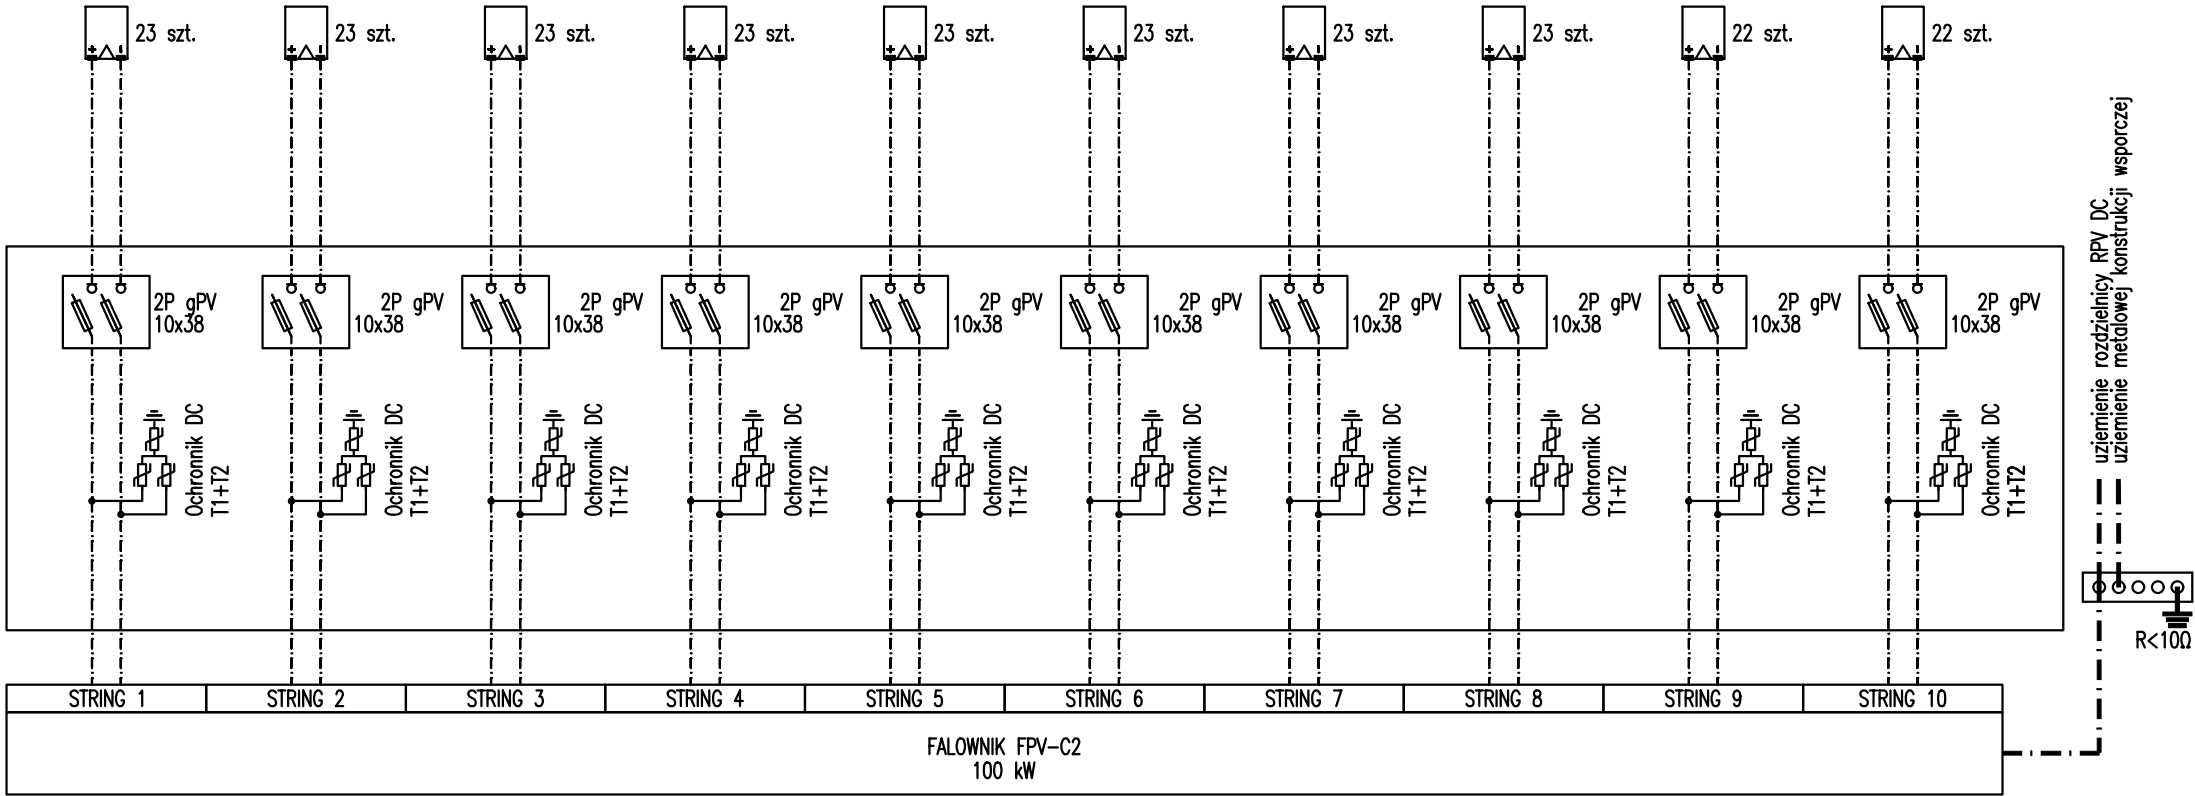 23 szt.
23 szt.
23 szt.
23 szt.
23 szt.
23 szt.
23 szt.
23 szt.
22 szt.
22 szt.
+
+
+
+
+
+
+
+
+
+
2P gPV
10x38
2P gPV
10x38
2P gPV
10x38
2P gPV
10x38
2P gPV
10x38
2P gPV
10x38
2P gPV
10x38
2P gPV
10x38
2P gPV
10x38
2P gPV
10x38
Ochronnik DC
T1+T2
Ochronnik DC
T1+T2
Ochronnik DC
T1+T2
Ochronnik DC
T1+T2
Ochronnik DC
T1+T2
Ochronnik DC
T1+T2
Ochronnik DC
T1+T2
Ochronnik DC
T1+T2
Ochronnik DC
T1+T2
Ochronnik DC
T1+T2
uziemienie rozdzielnicy RPV DC
uziemienie metalowej konstrukcji wsporczej
R<10Ω
STRING 1
STRING 2
STRING 3
STRING 4
STRING 5
STRING 6
STRING 7
STRING 8
STRING 9
STRING 10
FALOWNIK FPV-C2
100 kW